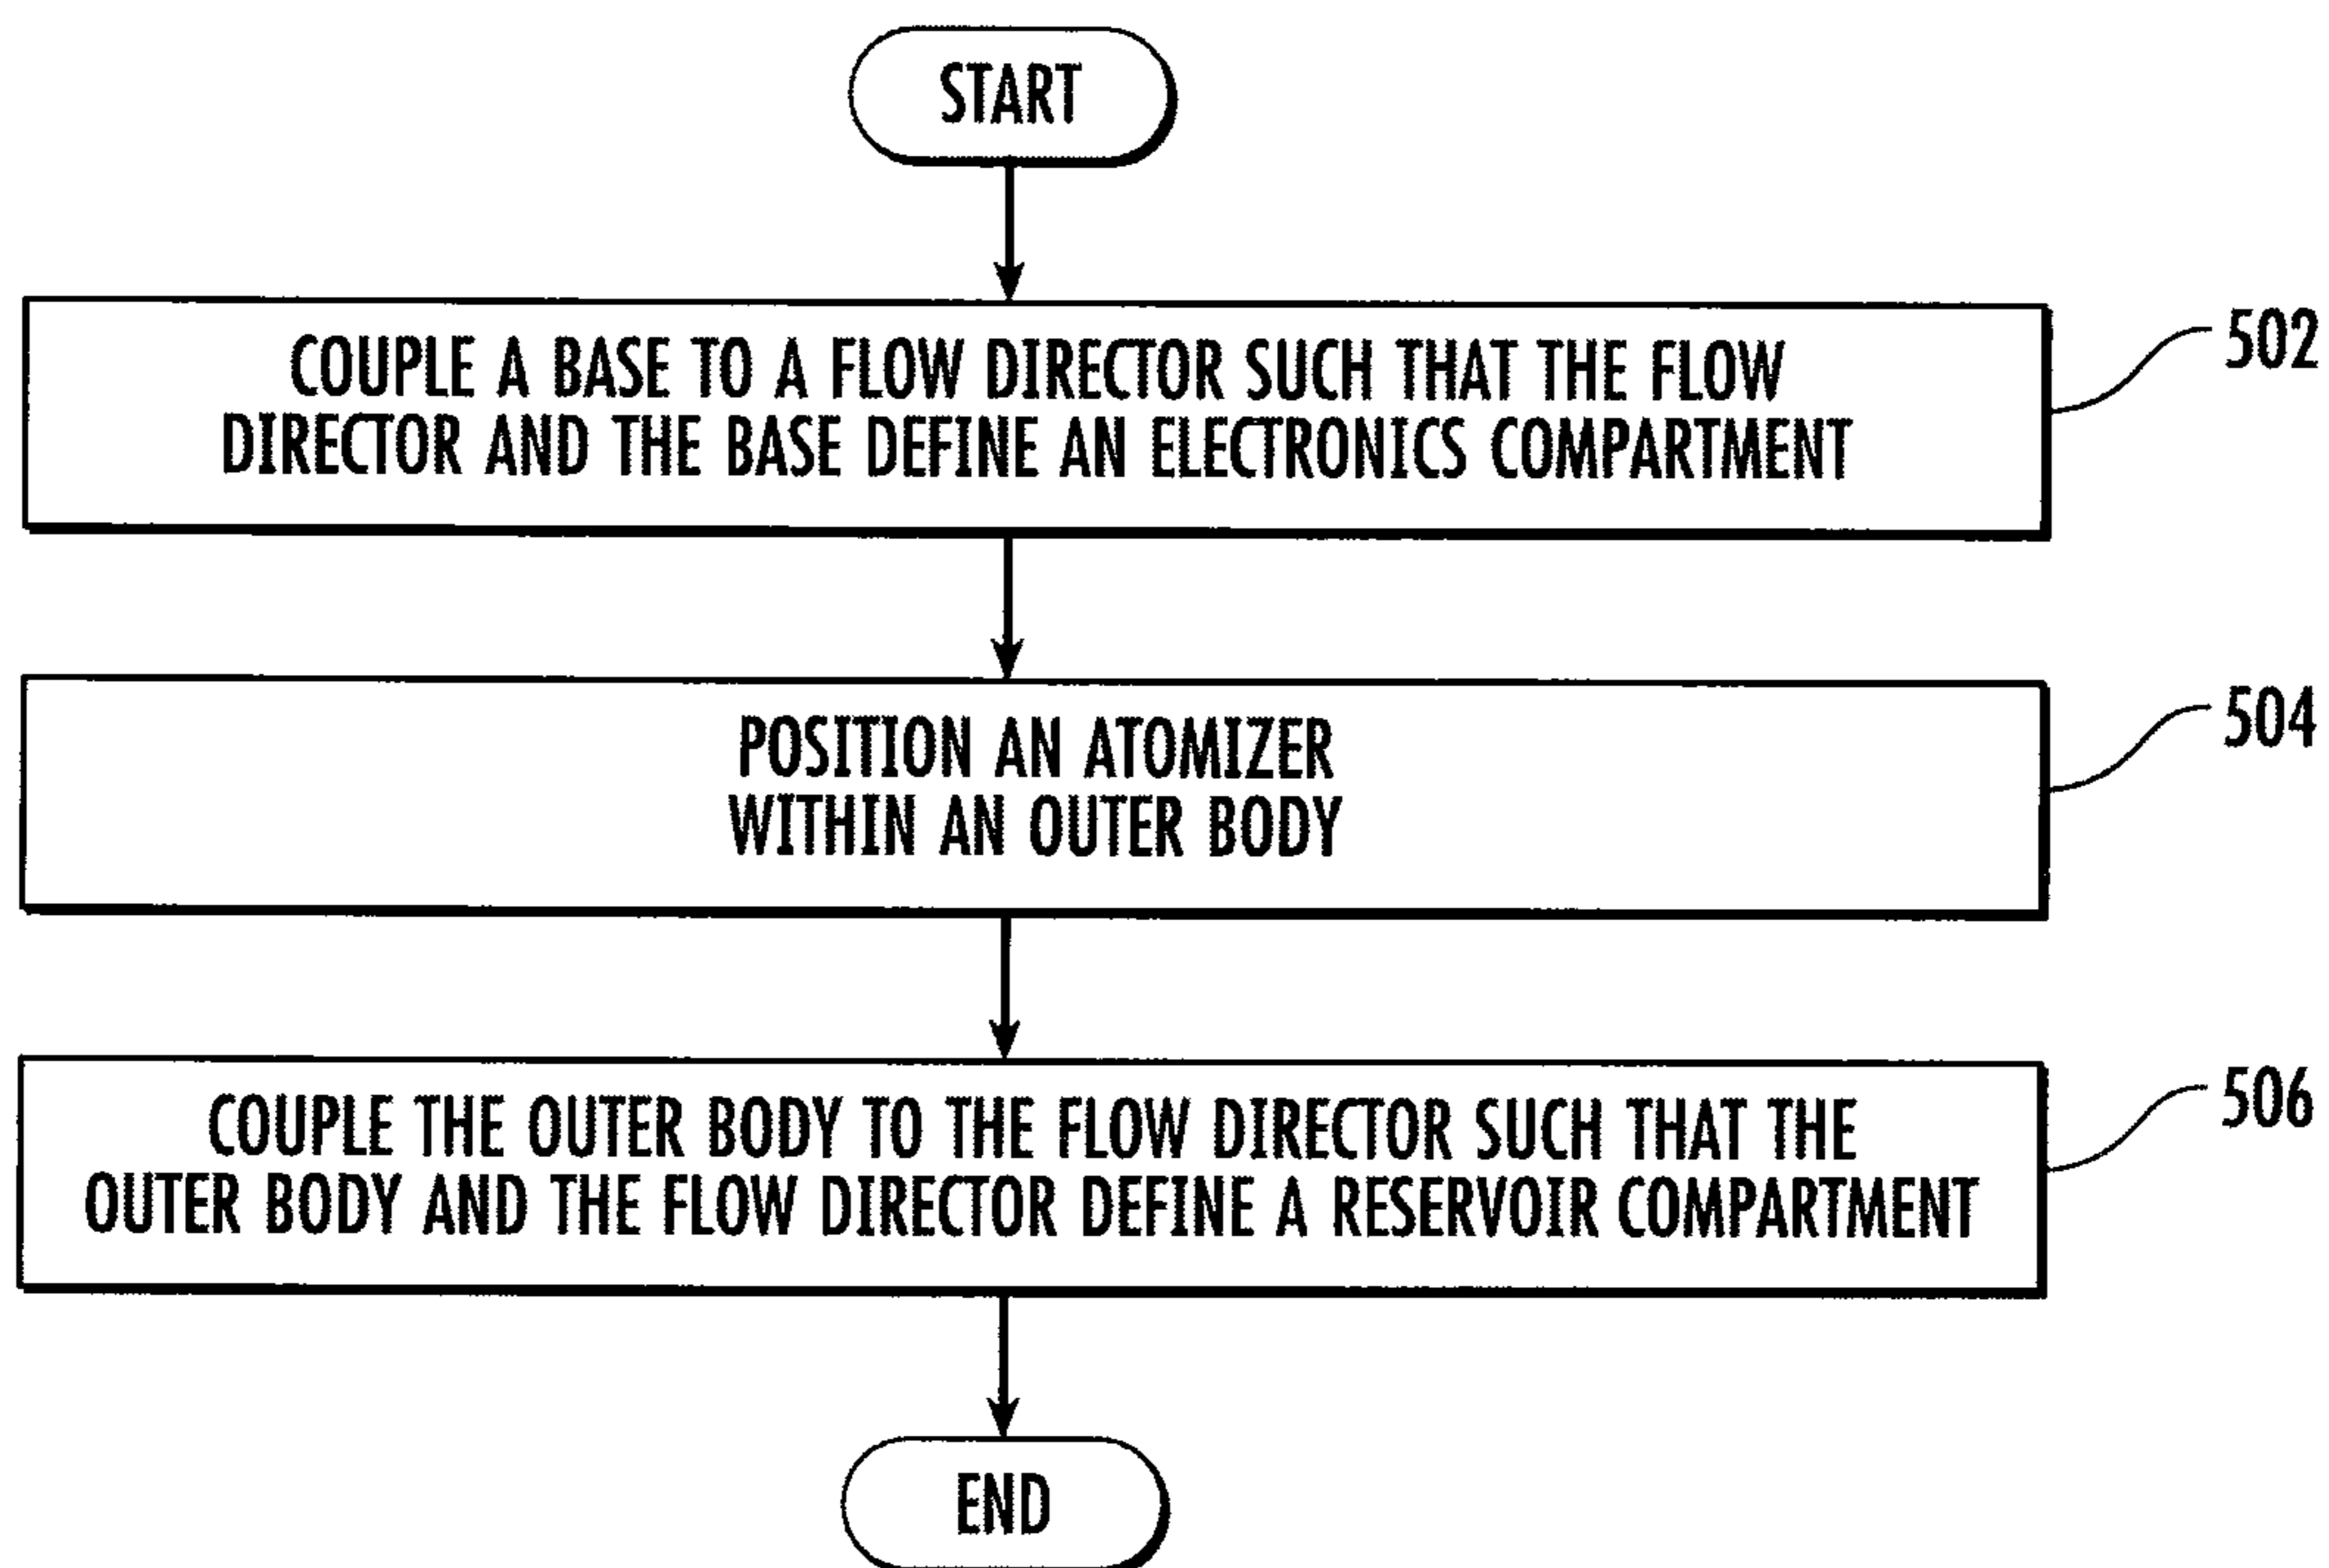 START
COUPLE A BASE TO A FLOW DIRECTOR SUCH THAT THE FLOW
DIRECTOR AND THE BASE DEFINE AN ELECTRONICS COMPARTMENT
502
POSITION AN ATOMIZER
WITHIN AN OUTER BODY
504
COUPLE THE OUTER BODY TO THE FLOW DIRECTOR SUCH THAT THE
OUTER BODY AND THE FLOW DIRECTOR DEFINE A RESERVOIR COMPARTMENT
506
END